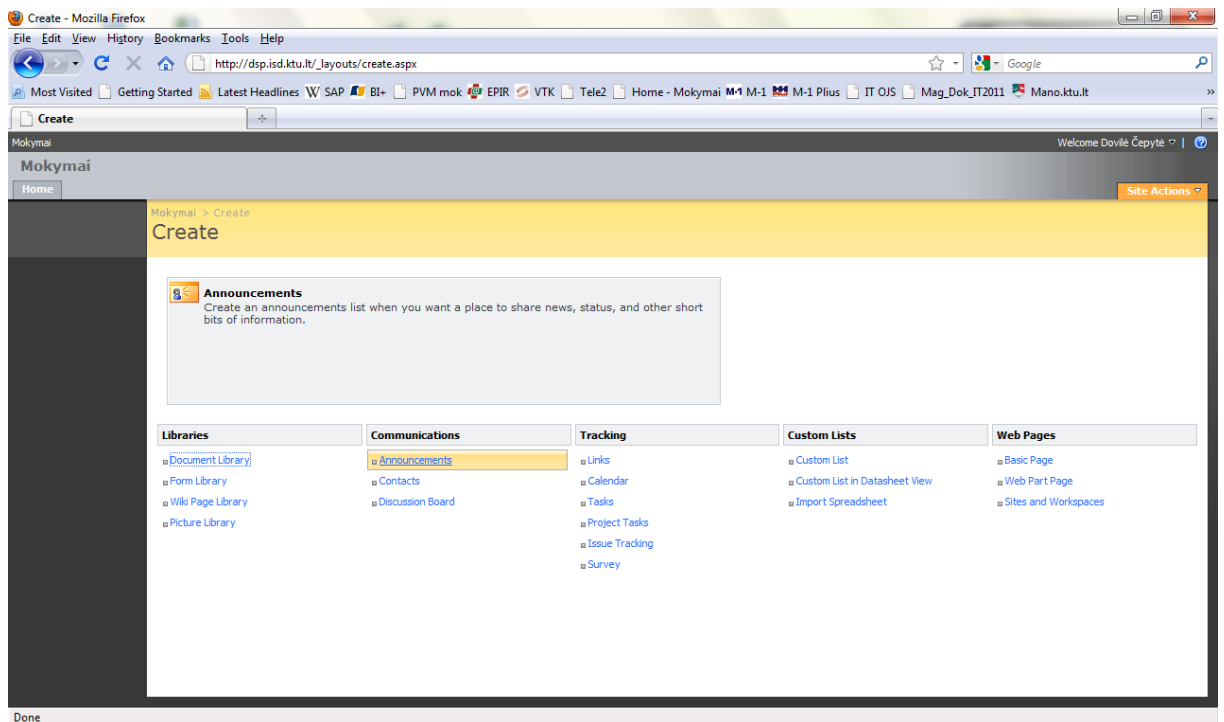 Create - Mozilla Firefox
File Edit View History Bookmarks Tools Help
http://dsp.isd.ktu.lt/_layouts/create.aspx
Google
Most Visited Getting Started Latest Headlines W SAP BI+ PVM mok EPIR VTK Tele2 Home - Mokymai M-1 M-1 M-1 Plius IT OJS Mag_Dok_IT2011 Mano.ktu.lt »
Create
Mokymai Welcome Dovilė Čepytė |
Mokymai
Home Site Actions
Mokymai > Create
Create
Announcements
Create an announcements list when you want a place to share news, status, and other short
bits of information.
Libraries Communications Tracking Custom Lists Web Pages
Document Library Announcements Links Custom List Basic Page
Form Library Contacts Calendar Custom List in Datasheet View Web Part Page
Wiki Page Library Discussion Board Tasks Import Spreadsheet Sites and Workspaces
Picture Library Project Tasks
Issue Tracking
Survey
Done